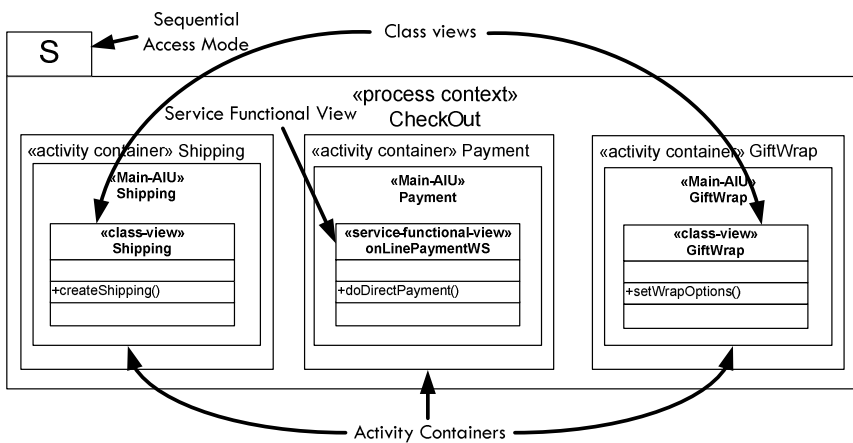 Sequential
Access Mode
S
Class views
«process context»
CheckOut
Service Functional View
«activity container» Shipping
«Main-AIU»
Shipping
«class-view»
Shipping
+createShipping()
«activity container» Payment
«Main-AIU»
Payment
«service-functional-view»
onLinePaymentWS
+doDirectPayment()
«activity container» GiftWrap
«Main-AIU»
GiftWrap
«class-view»
GiftWrap
+setWrapOptions()
Activity Containers